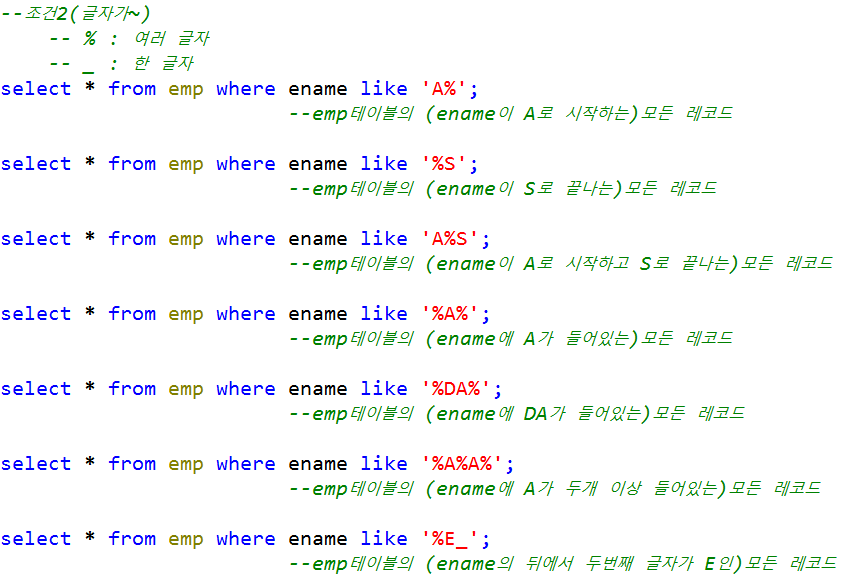 --조건2(글자가~)
-- % : 여러 글자
-- _ : 한 글자
select * from emp where ename like 'A%';
--emp테이블의 (ename이 A로 시작하는)모든 레코드
select * from emp where ename like '%S';
--emp테이블의 (ename이 S로 끝나는)모든 레코드
select * from emp where ename like 'A%S';
--emp테이블의 (ename이 A로 시작하고 S로 끝나는)모든 레코드
select * from emp where ename like '%A%';
--emp테이블의 (ename에 A가 들어있는)모든 레코드
select * from emp where ename like '%DA%';
--emp테이블의 (ename에 DA가 들어있는)모든 레코드
select * from emp where ename like '%A%A%';
--emp테이블의 (ename에 A가 두개 이상 들어있는)모든 레코드
select * from emp where ename like '%E_';
--emp테이블의 (ename의 뒤에서 두번째 글자가 E인)모든 레코드